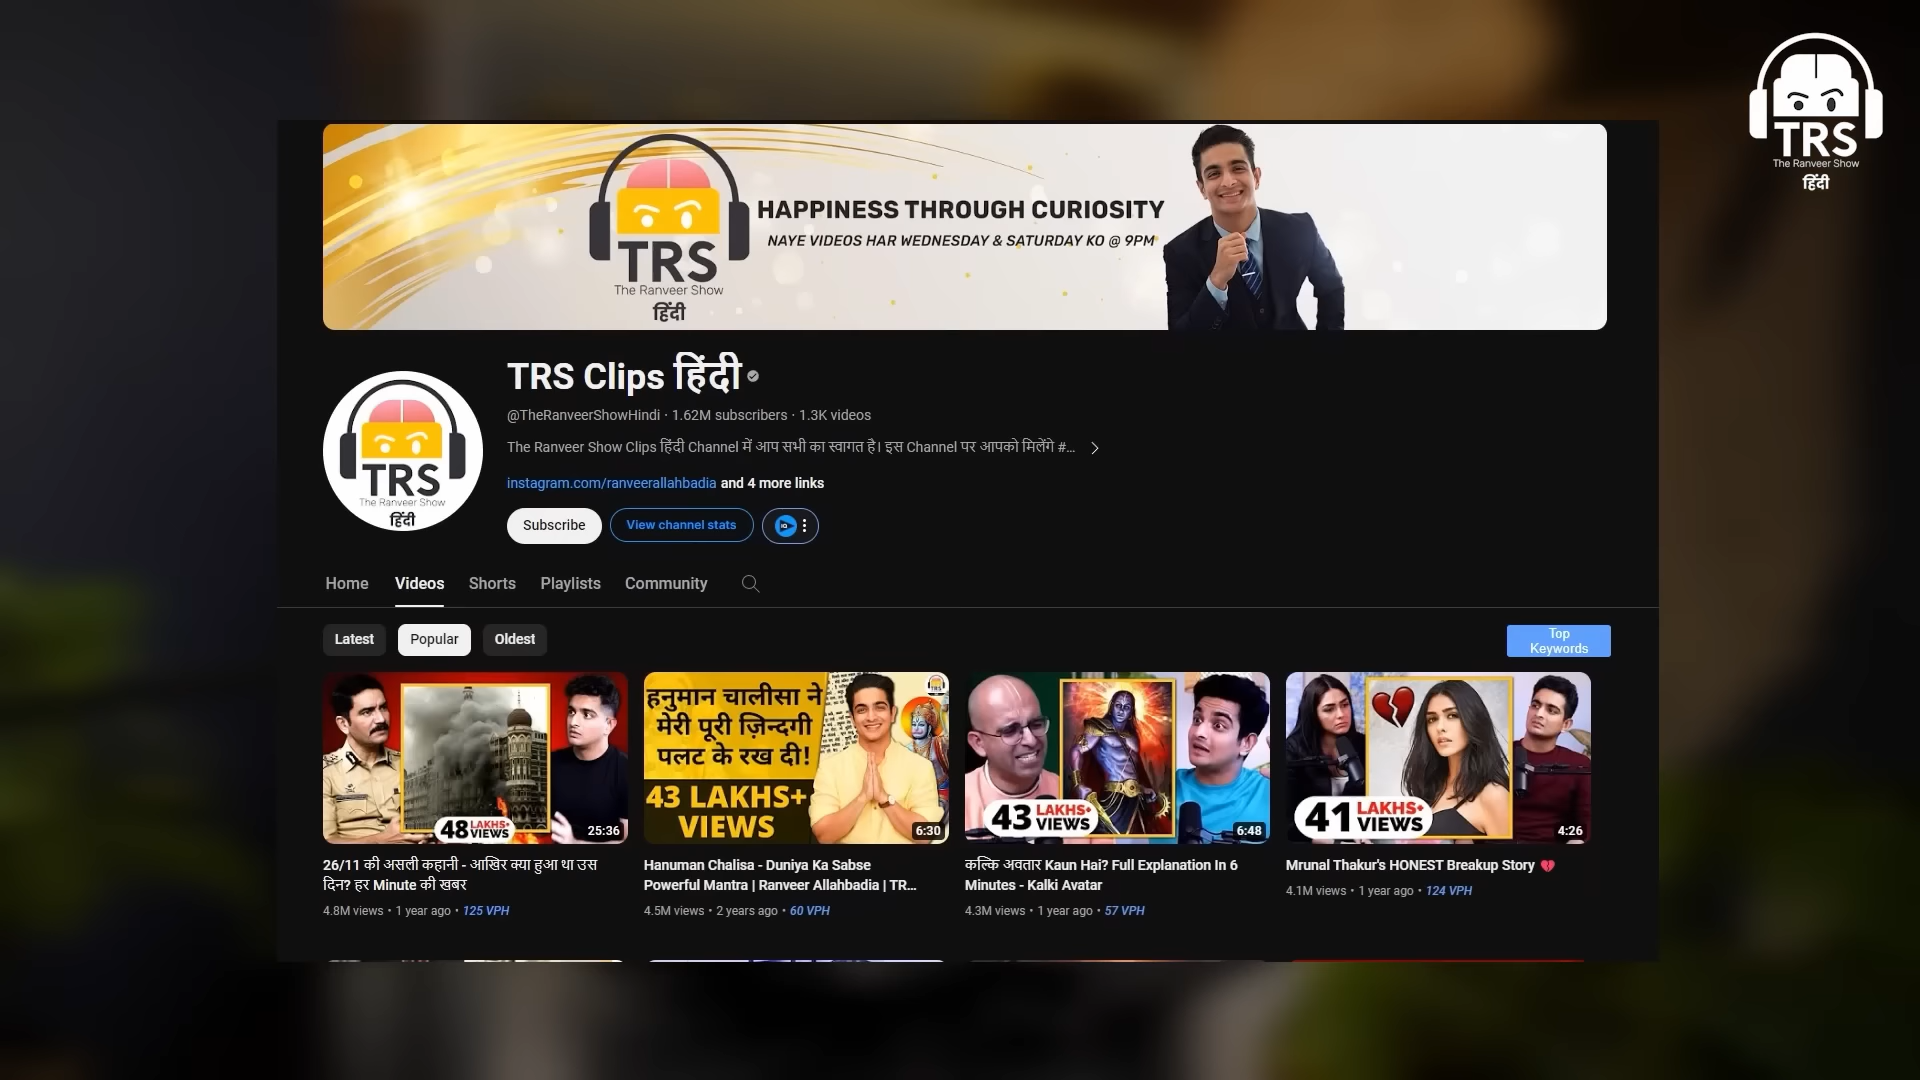 TRS
The Ranveer Show
हिंदी
TRS
The Ranveer Show
हिंदी
HAPPINESS THROUGH CURIOSITY
NAYE VIDEOS HAR WEDNESDAY & SATURDAY KO @ 9PM
TRS
The Ranveer Show
हिंदी
TRS Clips हिंदी
@TheRanveerShowHindi · 1.62M subscribers · 1.3K videos
The Ranveer Show Clips हिंदी Channel में आप सभी का स्वागत है। इस Channel पर आपको मिलेंगे #...
instagram.com/ranveerallahbadia and 4 more links
Subscribe
View channel stats
Home Videos Shorts Playlists Community
Latest Popular Oldest
Top
Keywords
48 LAKHS+
VIEWS
25:36
हनुमान चालीसा ने
मेरी पूरी ज़िन्दगी
पलट के रख दी!
43 LAKHS+
VIEWS
6:30
43 LAKHS+
VIEWS
6:48
41 LAKHS+
VIEWS
4:26
26/11 की असली कहानी - आखिर क्या हुआ था उस
दिन? हर Minute की खबर
4.8M views • 1 year ago • 125 VPH
Hanuman Chalisa - Duniya Ka Sabse
Powerful Mantra | Ranveer Allahbadia | TR...
4.5M views • 2 years ago • 60 VPH
कल्कि अवतार Kaun Hai? Full Explanation In 6
Minutes - Kalki Avatar
4.3M views • 1 year ago • 57 VPH
Mrunal Thakur's HONEST Breakup Story 💔
4.1M views • 1 year ago • 124 VPH